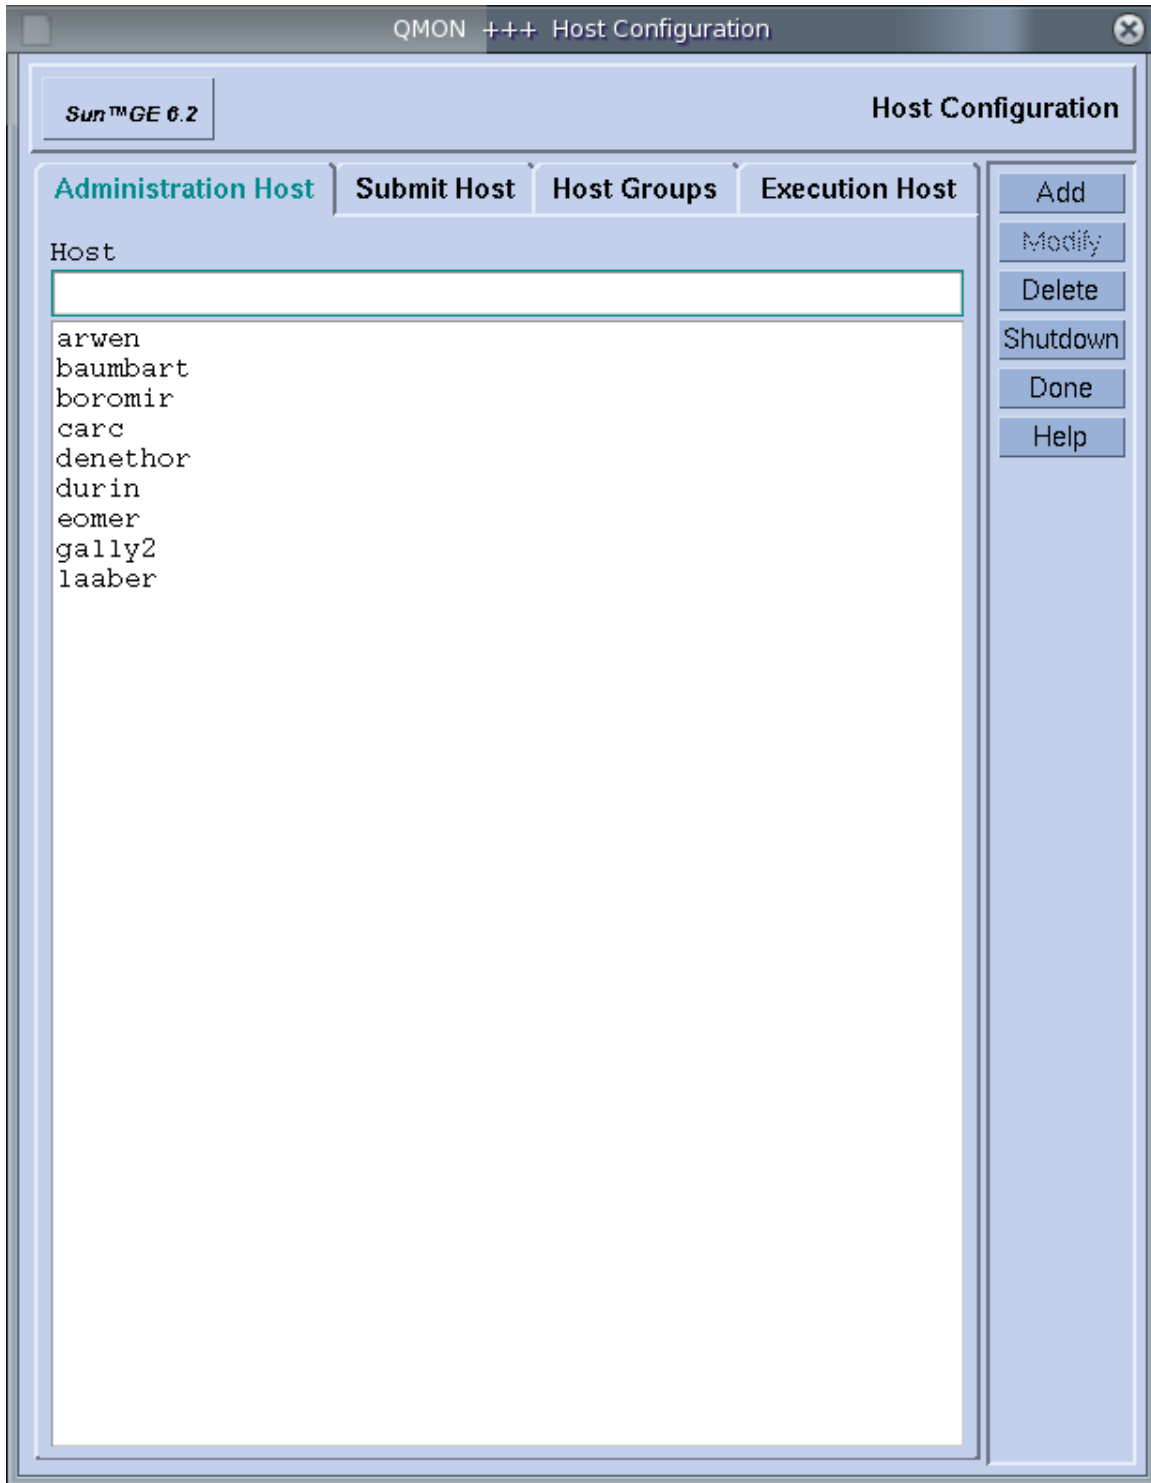 QMON +++ Host Configuration
Sun™GE 6.2
Host Configuration
Administration Host
Submit Host
Host Groups
Execution Host
Host
arwen
baumbart
boromir
carc
denethor
durin
eomer
gally2
laaber
Add
Modify
Delete
Shutdown
Done
Help